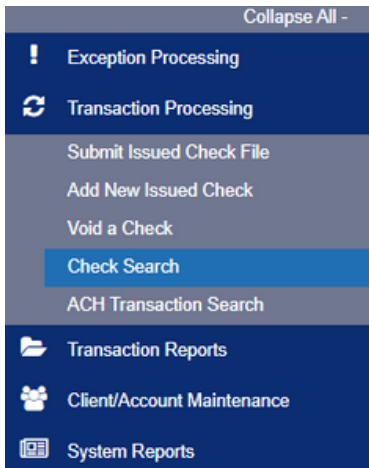 Collapse All -
Exception Processing
Transaction Processing
Submit Issued Check File
Add New Issued Check
Void a Check
Check Search
ACH Transaction Search
Transaction Reports
Client/Account Maintenance
System Reports